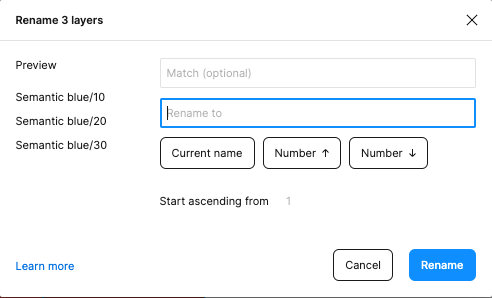 Rename 3 layers
Preview
Match (optional)
Semantic blue/10
Rename to
Semantic blue/20
Semantic blue/30
Current name
Number ↑
Number ↓
Start ascending from 1
Learn more
Cancel
Rename